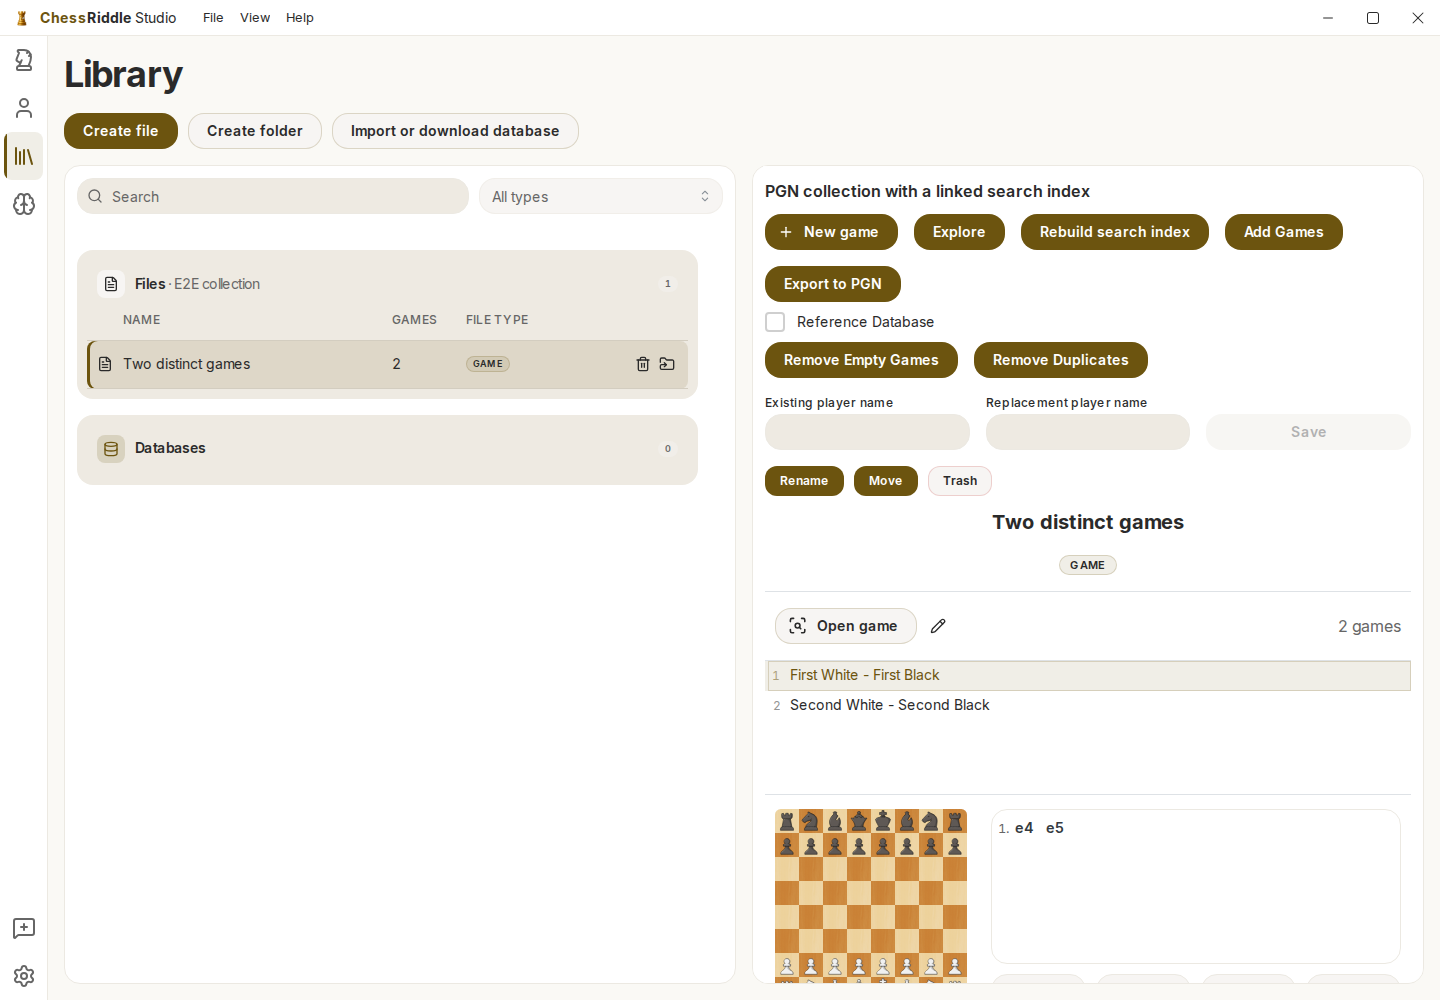 ChessRiddle Studio File View Help
Library
Create file Create folder Import or download database
Search All types
Files · E2E collection 1
NAME GAMES FILE TYPE
Two distinct games 2 GAME
Databases 0
PGN collection with a linked search index
New game Explore Rebuild search index Add Games
Export to PGN
Reference Database
Remove Empty Games Remove Duplicates
Existing player name Replacement player name
Save
Rename Move Trash
Two distinct games
GAME
Open game 2 games
1 First White - First Black
2 Second White - Second Black
1. e4 e5